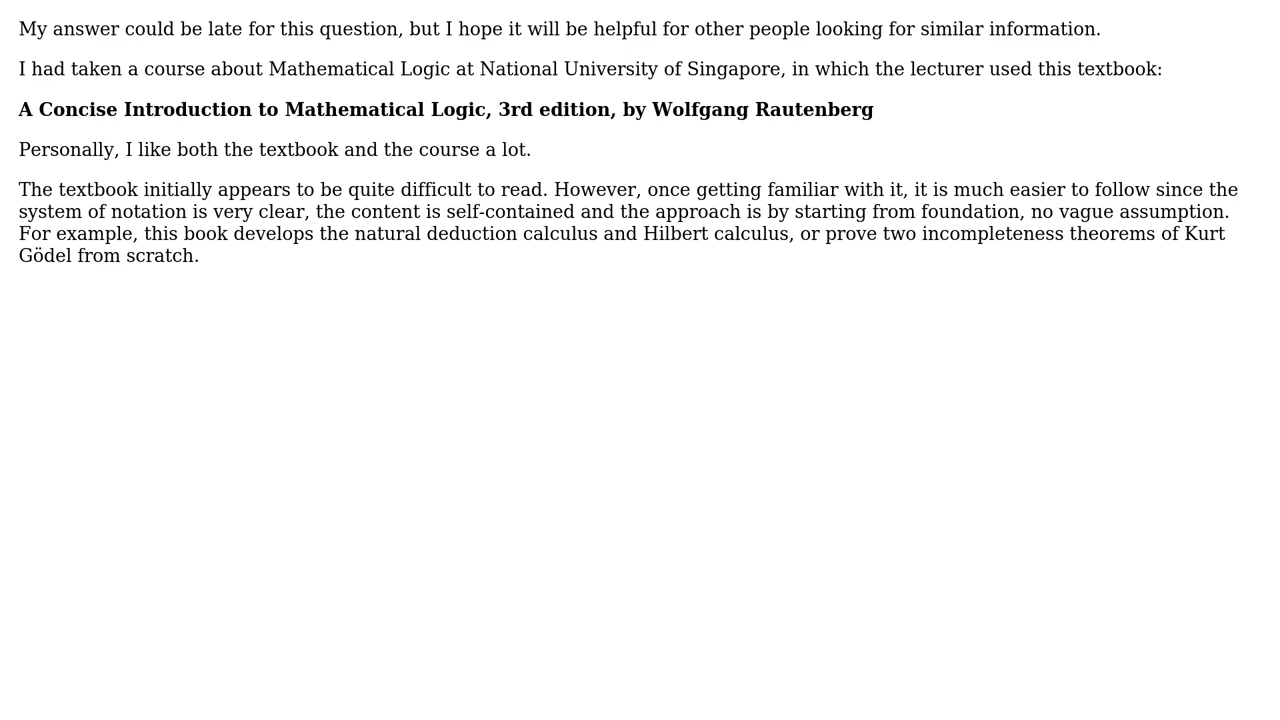 My answer could be late for this question, but I hope it will be helpful for other people looking for similar information.
I had taken a course about Mathematical Logic at National University of Singapore, in which the lecturer used this textbook:
A Concise Introduction to Mathematical Logic, 3rd edition, by Wolfgang Rautenberg
Personally, I like both the textbook and the course a lot.
The textbook initially appears to be quite difficult to read. However, once getting familiar with it, it is much easier to follow since the
system of notation is very clear, the content is self-contained and the approach is by starting from foundation, no vague assumption.
For example, this book develops the natural deduction calculus and Hilbert calculus, or prove two incompleteness theorems of Kurt
Gödel from scratch.